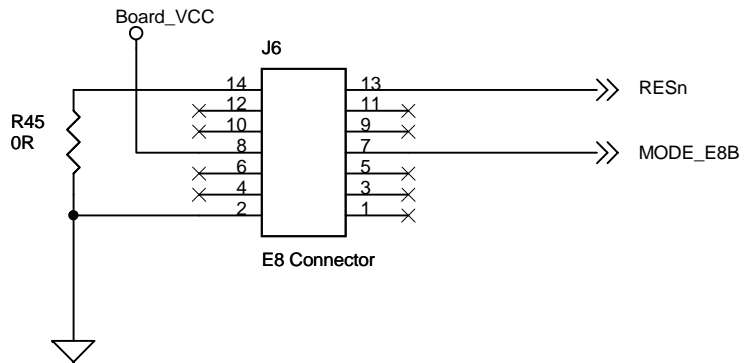 Board_VCC
J6
14 13 RESn
12 11
R45
0R
10 9
8 7 MODE_E8B
6 5
4 3
2 1
E8 Connector